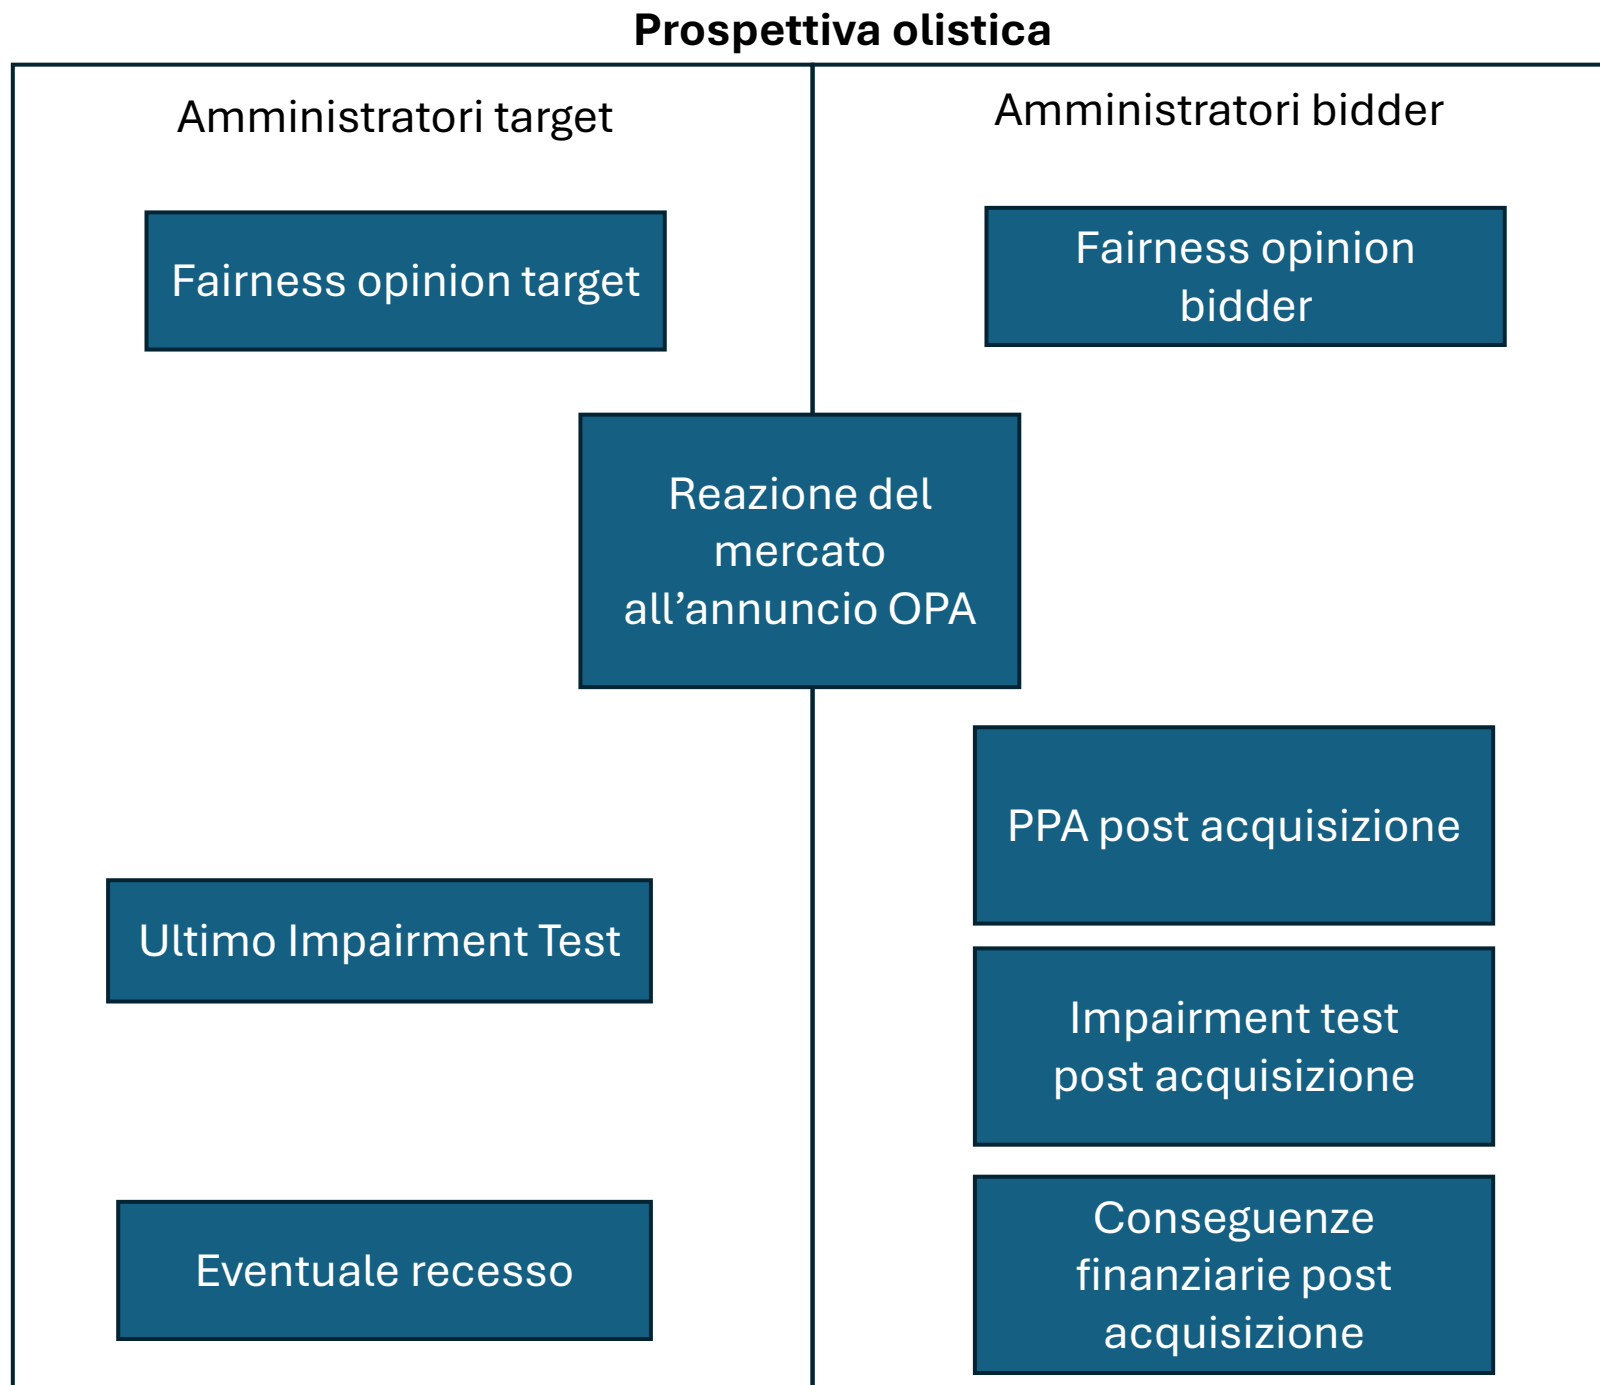 Prospettiva olistica
Amministratori target
Fairness opinion target
Amministratori bidder
Fairness opinion
bidder
Reazione del
mercato
all’annuncio OPA
Ultimo Impairment Test
Eventuale recesso
PPA post acquisizione
Impairment test
post acquisizione
Conseguenze
finanziarie post
acquisizione